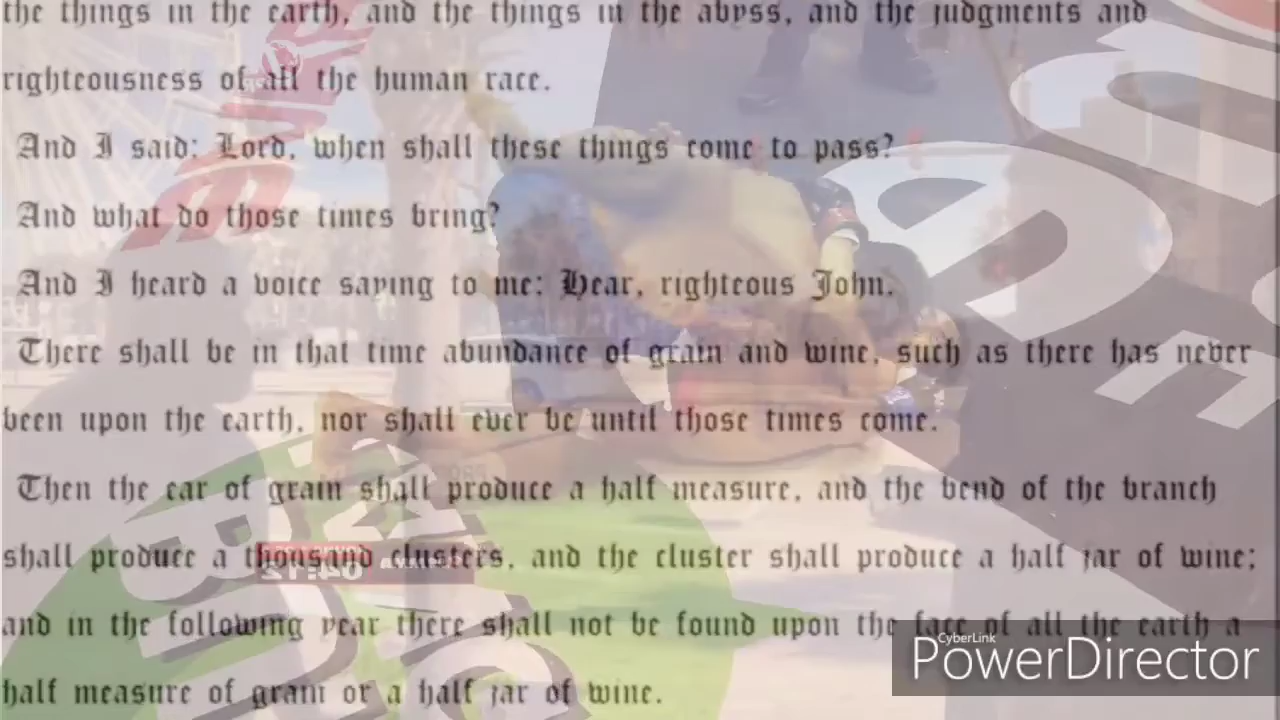 the things in the earth, and the things in the abyss, and the judgments and
righteousness of all the human race.
And I said: Lord, when shall these things come to pass?
And what do those times bring?
And I heard a voice saying to me: Hear, righteous John.
There shall be in that time abundance of grain and wine, such as there has never
been upon the earth, nor shall ever be until those times come.
Then the ear of grain shall produce a half measure, and the bend of the branch
shall produce a thousand clusters, and the cluster shall produce a half jar of wine;
04:12
and in the following year there shall not be found upon the face of all the earth a
CyberLink
PowerDirector
half measure of grain or a half jar of wine.